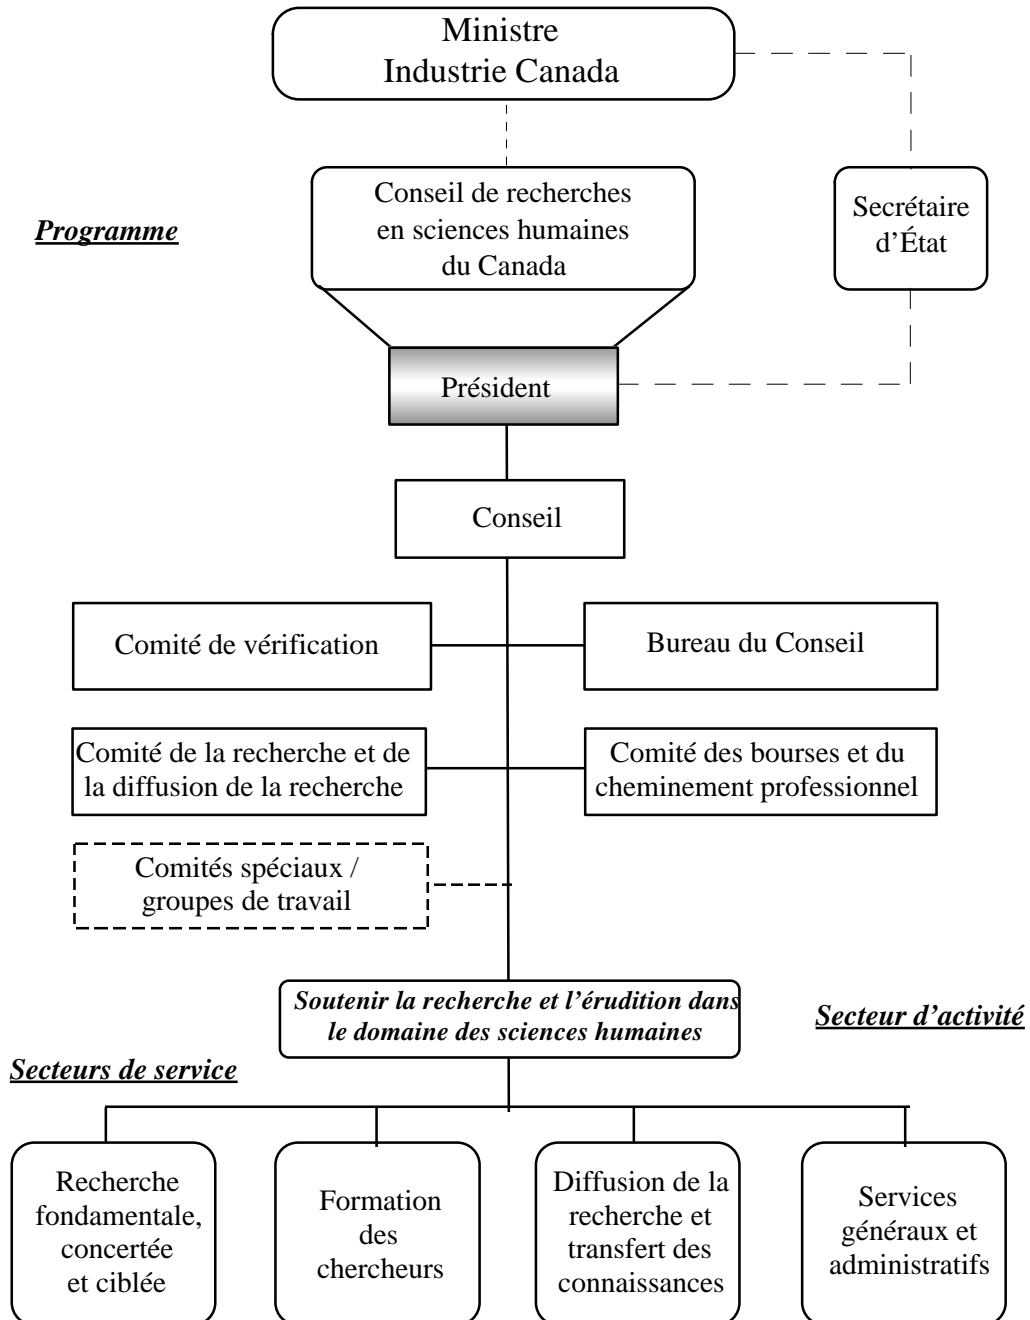 Ministre
Industrie Canada
Conseil de recherches
en sciences humaines
du Canada
Secrétaire
d’État
Programme
Président
Conseil
Comité de vérification
Bureau du Conseil
Comité de la recherche et de
la diffusion de la recherche
Comité des bourses et du
cheminement professionnel
Comités spéciaux /
groupes de travail
Soutenir la recherche et l’érudition dans
le domaine des sciences humaines
Secteur d’activité
Secteurs de service
Recherche
fondamentale,
concertée
et ciblée
Formation
des
chercheurs
Diffusion de la
recherche et
transfert des
connaissances
Services
généraux et
administratifs